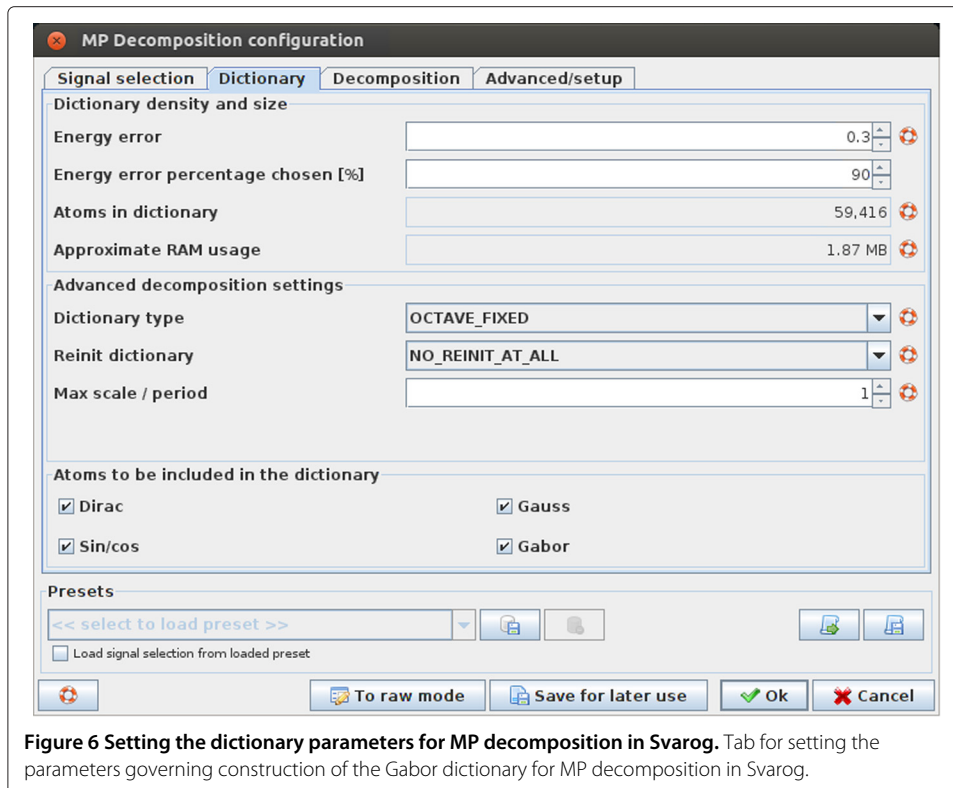 MP Decomposition configuration
Signal selection Dictionary Decomposition Advanced/setup
Dictionary density and size
Energy error 0.3
Energy error percentage chosen [%] 90
Atoms in dictionary 59,416
Approximate RAM usage 1.87 MB
Advanced decomposition settings
Dictionary type OCTAVE_FIXED
Reinit dictionary NO_REINIT_AT_ALL
Max scale / period 1
Atoms to be included in the dictionary
Dirac Gauss
Sin/cos Gabor
Presets
<< select to load preset >>
Load signal selection from loaded preset
To raw mode Save for later use Ok Cancel
Figure 6 Setting the dictionary parameters for MP decomposition in Svarog. Tab for setting the
parameters governing construction of the Gabor dictionary for MP decomposition in Svarog.